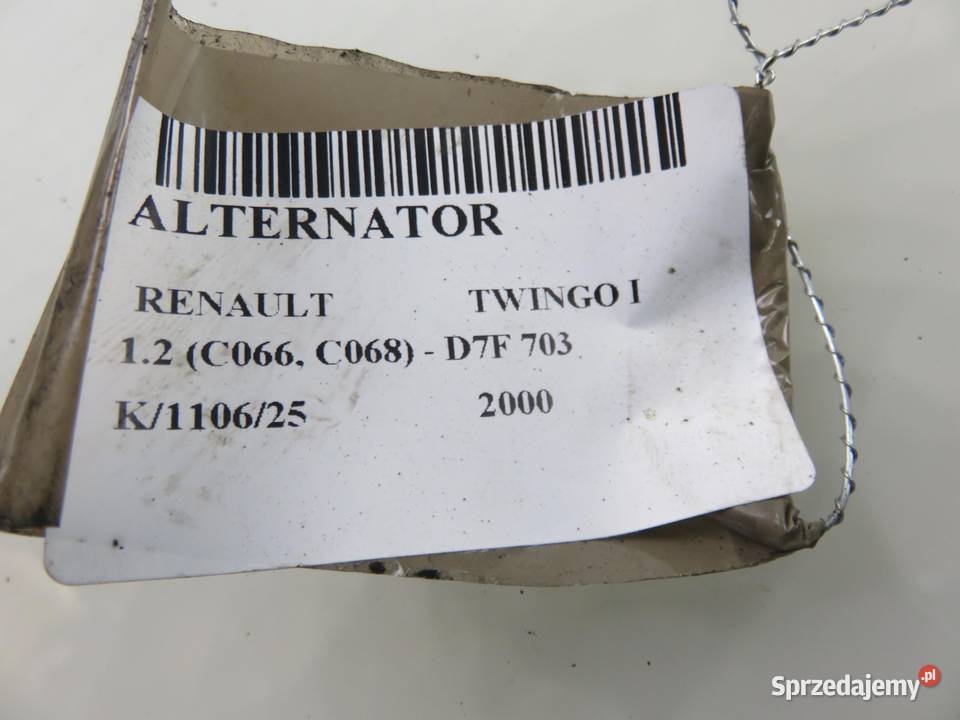 ALTERNATOR
RENAULT TWINGO I
1.2 (C066, C068) - D7F 703
K/1106/25 2000
Sprzedajemy.pl